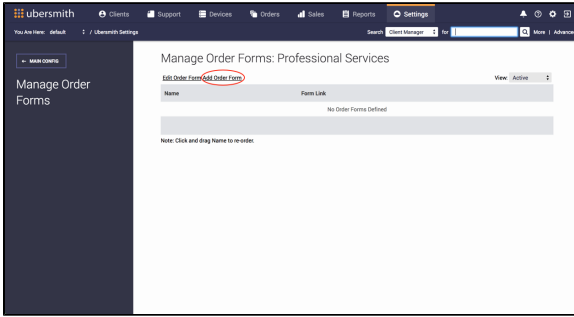 ubersmith Clients Support Devices Orders Sales Reports Settings
You Are Here: default / Ubersmith Settings Search Client Manager for More | Advance
← MAIN CONFIG
Manage Order Forms: Professional Services
Manage Order
Forms
Edit Order Form Add Order Form View: Active
Name Form Link
No Order Forms Defined
Note: Click and drag Name to re-order.